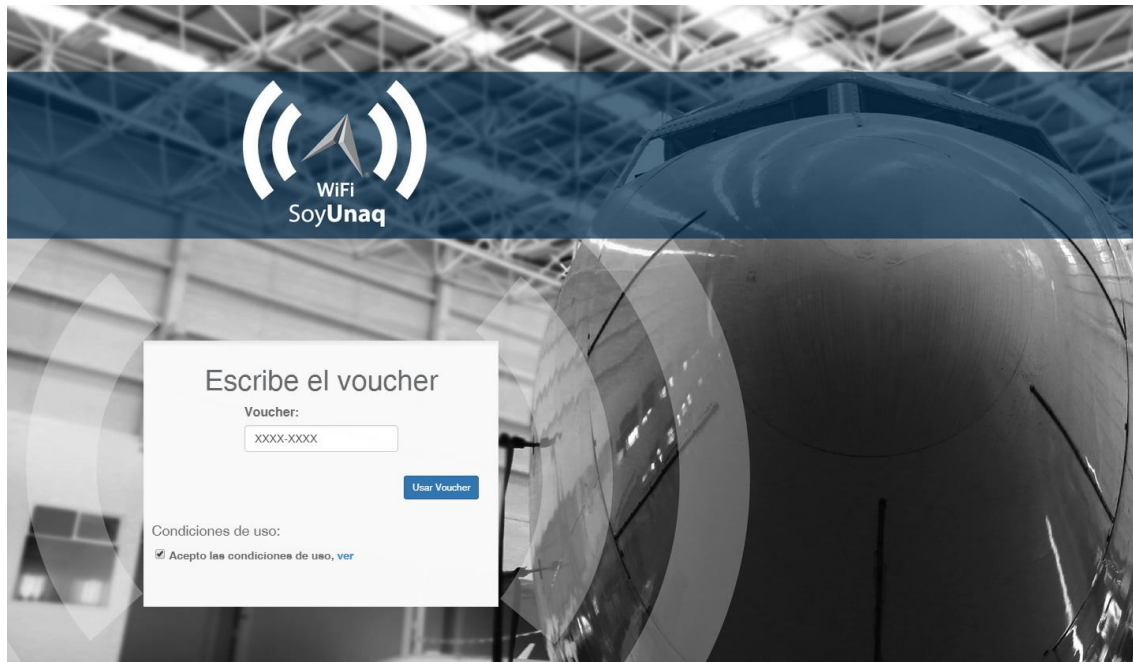 WiFi
SoyUnaq
Escribe el voucher
Voucher:
XXXX-XXXX
Usar Voucher
Condiciones de uso:
Acepto las condiciones de uso, ver